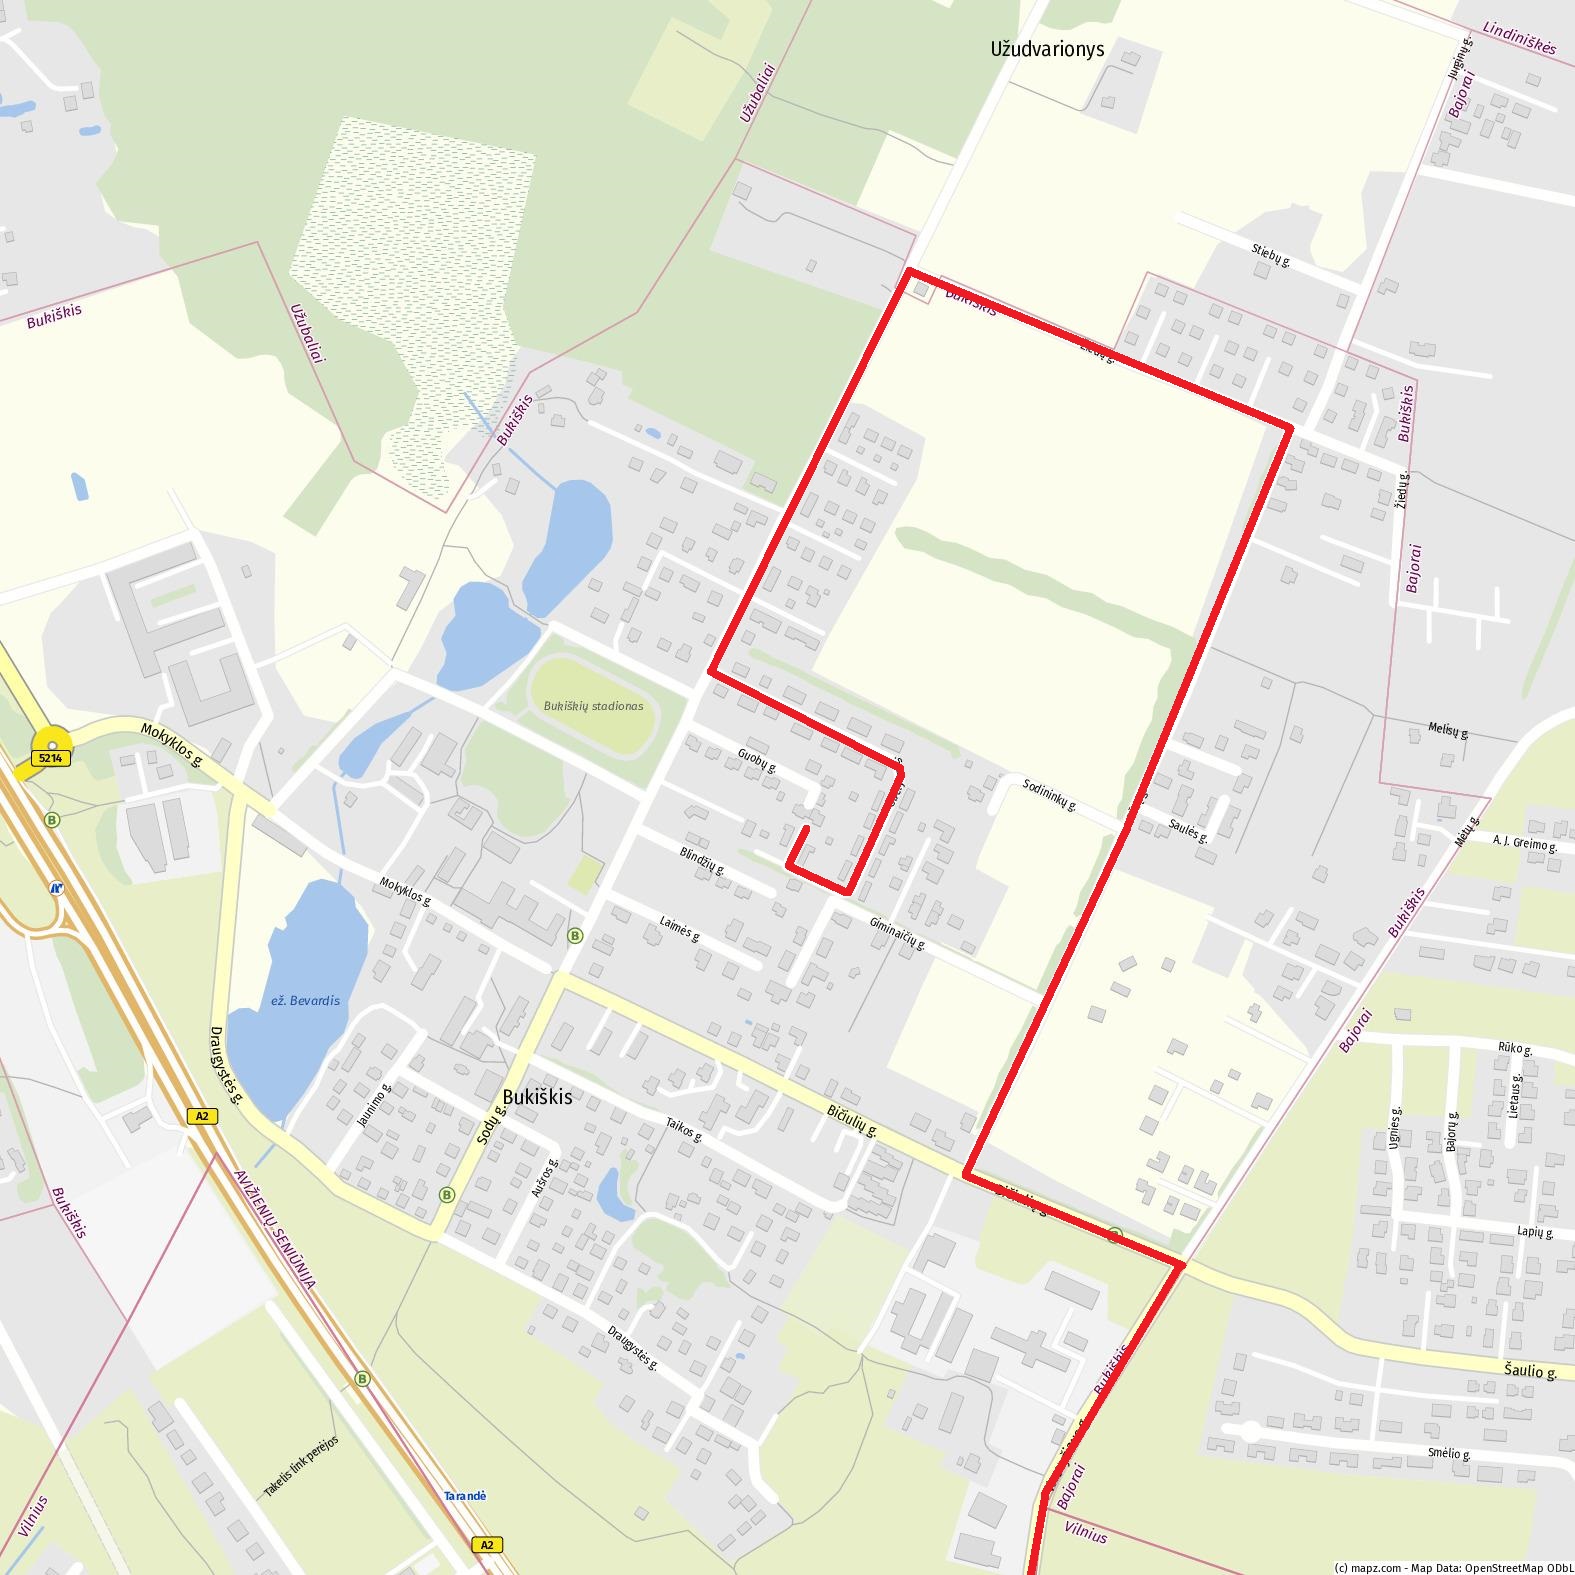 Užudvarionys
Lindiniškės
Jurginų g.
Bajorai
Užubaliai
Stiebų g.
Bukiškis
Užubaliai
Bukiškis
Žiedų g.
Bukiškis
Bukiškis
Žiedų g.
Bajorai
Bukiškių stadionas
Mokyklos g.
5214
Guobų g.
Melisų g.
Sodininkų g.
Saulės g.
Metų g.
A. J. Greimo g.
B
Blindžių g.
Mokyklos g.
Laimės g.
Giminaičių g.
Bukiškis
B
ež. Bevardis
Bajorai
Rūko g.
Draugystės g.
Jaunimo g.
Bukiškis
Sodų g.
Taikos g.
Bičiulių g.
Ugnies g.
Bajorų g.
Lietaus g.
A2
AVIŽIENIŲ SENIŪNIJA
Aušros g.
B
Bukiškis
Bičiulių g.
B
Lapių g.
Draugystės g.
Bukiškis
Šaulio g.
B
Smėlio g.
Takelis link perėjos
Bajorai
Tarandė
Vilnius
Vilnius
A2
(c) mapz.com - Map Data: OpenStreetMap ODbL